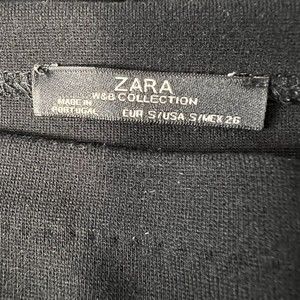 ZARA
W&B COLLECTION
MADE IN
PORTUGAL
EUR S/USA S/MEX 26